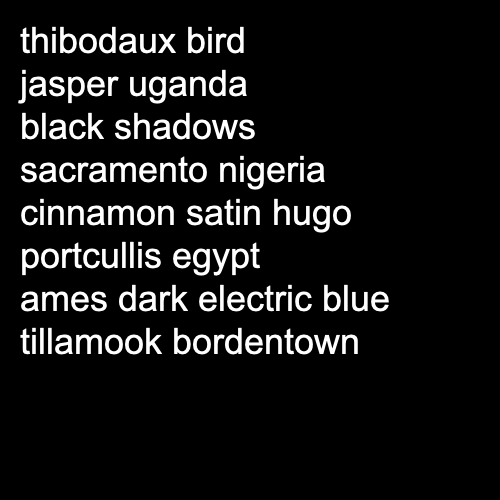 thibodaux bird
jasper uganda
black shadows
sacramento nigeria
cinnamon satin hugo
portcullis egypt
ames dark electric blue
tillamook bordentown